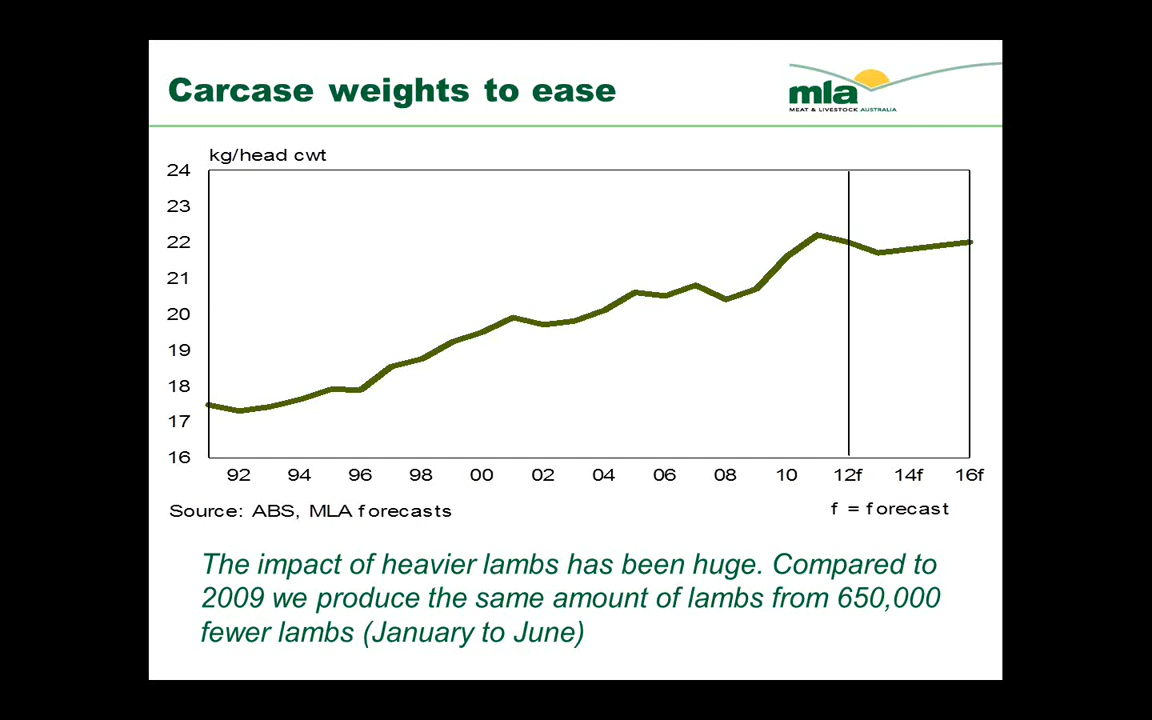 Carcase weights to ease
mla
MEAT & LIVESTOCK AUSTRALIA
kg/head cwt
24
23
22
21
20
19
18
17
16
92 94 96 98 00 02 04 06 08 10 12f 14f 16f
Source: ABS, MLA forecasts
f = forecast
The impact of heavier lambs has been huge. Compared to
2009 we produce the same amount of lambs from 650,000
fewer lambs (January to June)